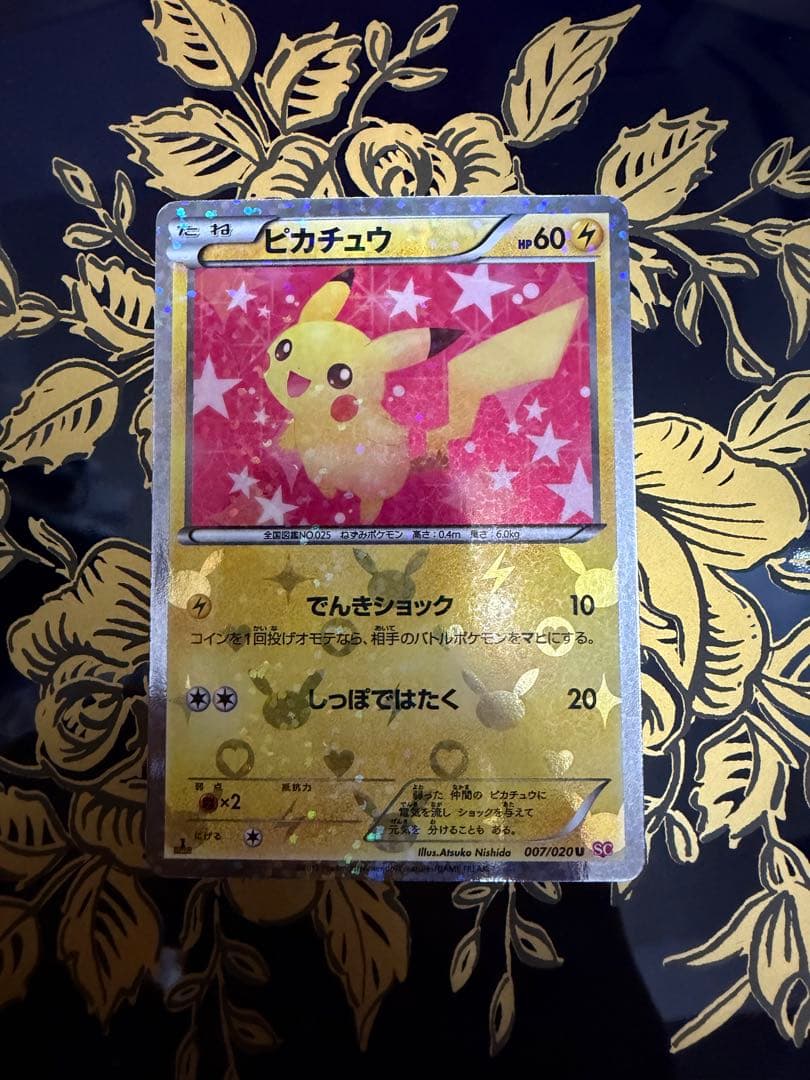 たね ピカチュウ HP60
全国図鑑NO.025 ねずみポケモン 高さ:0.4m 重さ:6.0kg
でんきショック 10
コインを1回投げオモテなら、相手のバトルポケモンをマヒにする。
しっぽではたく 20
弱点 抵抗力
×2
弱った 仲間の ピカチュウに
電気を流し ショックを与えて
元気を 分けることも ある。
にげる
Illus.Atsuko Nishida 007/020 U SC